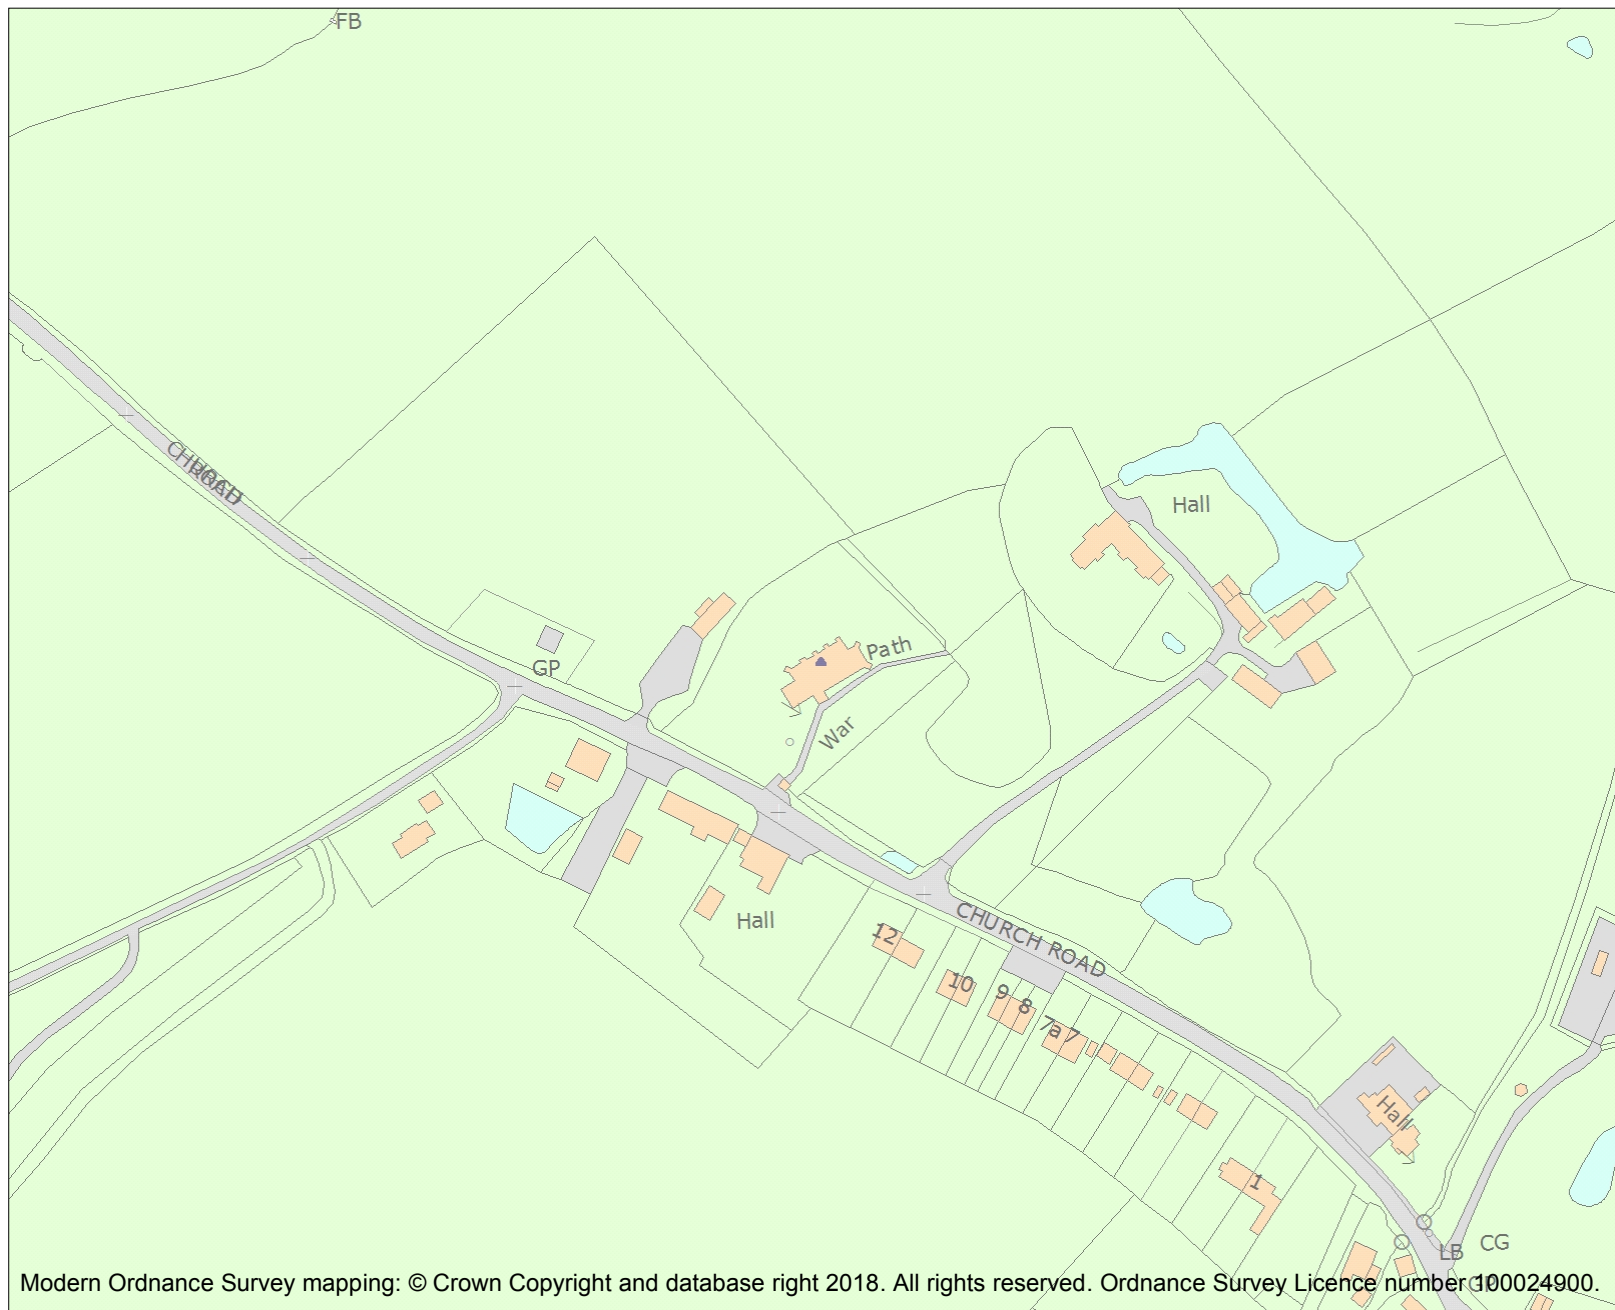 FB
CHURCH
ROAD
Hall
GP
Path
War
CHURCH ROAD
Hall
12
10
9
8
7a
7
Hall
1
LB
CG
GP
Modern Ordnance Survey mapping: © Crown Copyright and database right 2018. All rights reserved. Ordnance Survey Licence number 100024900.